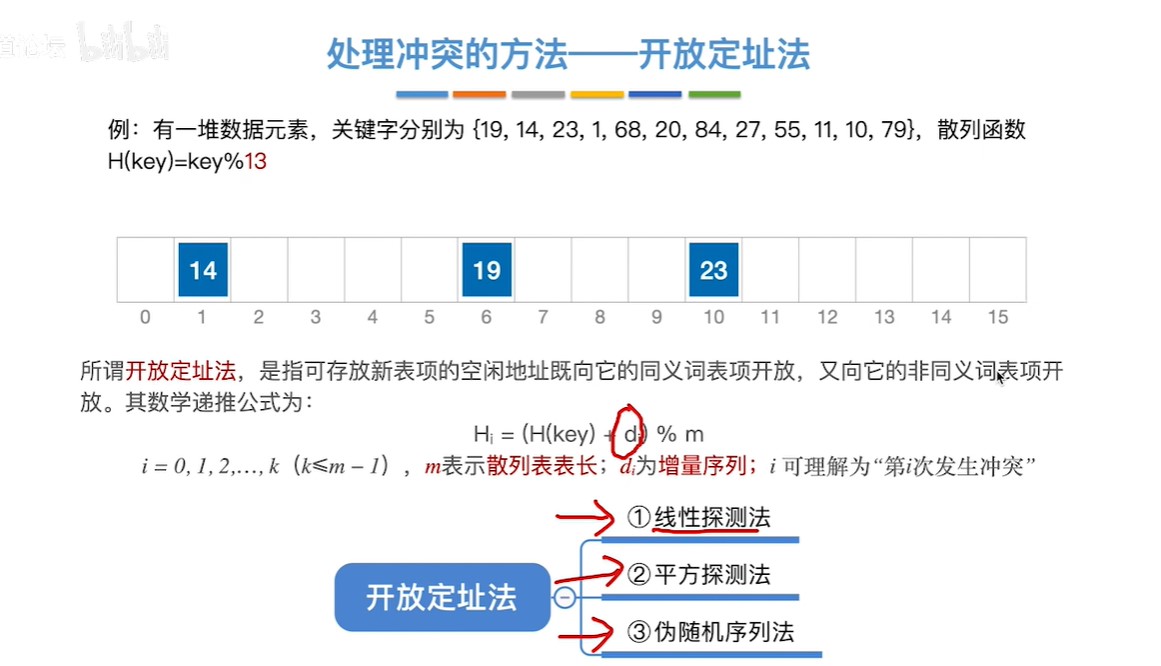 bilibili
处理冲突的方法——开放定址法
例：有一堆数据元素，关键字分别为 {19, 14, 23, 1, 68, 20, 84, 27, 55, 11, 10, 79}，散列函数
H(key)=key%13
14 19 23
0 1 2 3 4 5 6 7 8 9 10 11 12 13 14 15
所谓开放定址法，是指可存放新表项的空闲地址既向它的同义词表项开放，又向它的非同义词表项开
放。其数学递推公式为：
Hᵢ = (H(key) + dᵢ) % m
i = 0, 1, 2,…, k（k≤m − 1），m表示散列表表长；dᵢ为增量序列；i 可理解为“第i次发生冲突”
①线性探测法
②平方探测法
开放定址法
③伪随机序列法